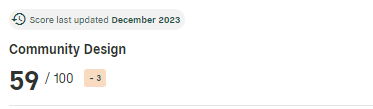 Score last updated December 2023
Community Design
59 / 100 - 3